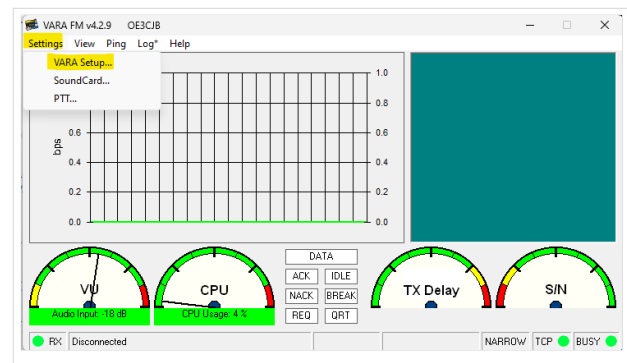 VARA FM v4.2.9 OE3CJB
Settings View Ping Log* Help
VARA Setup...
SoundCard...
PTT...
1.0
0.8
0.6
0.4 0.4
0.2 0.2
0.0 0.0
bps
DATA
ACK IDLE
NACK BREAK
REQ QRT
VU
Audio Input: -18 dB
CPU
CPU Usage: 4 %
TX Delay
S/N
RX Disconnected NARROW TCP BUSY